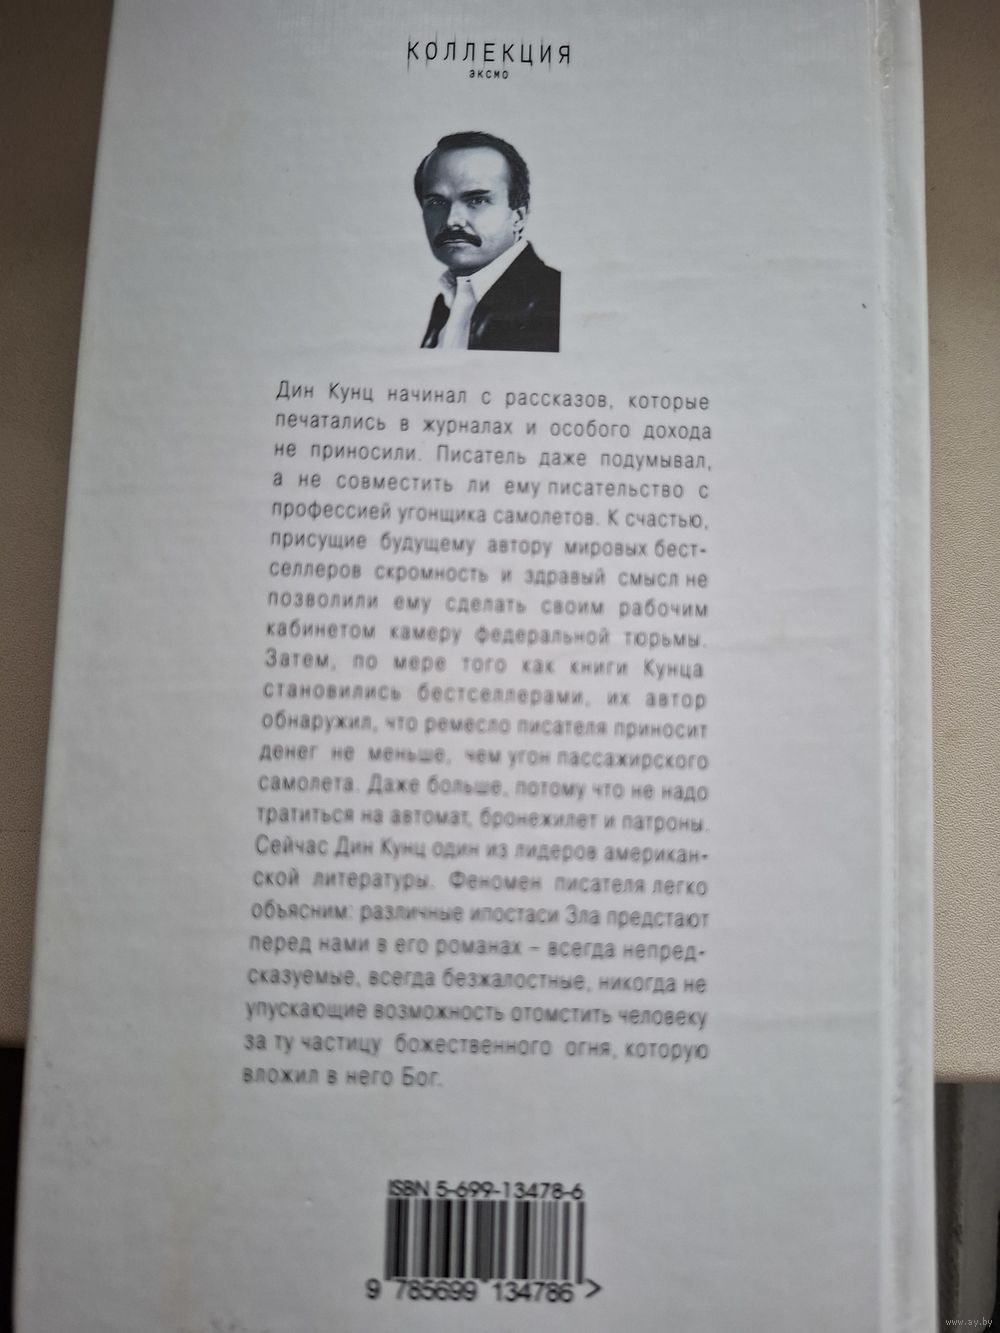 КОЛЛЕКЦИЯ
ЭКСМО
Дин Кунц начинал с рассказов, которые
печатались в журналах и особого дохода
не приносили. Писатель даже подумывал,
а не совместить ли ему писательство с
профессией угонщика самолетов. К счастью,
присущие будущему автору мировых бест-
селлеров скромность и здравый смысл не
позволили ему сделать своим рабочим
кабинетом камеру федеральной тюрьмы.
Затем, по мере того как книги Кунца
становились бестселлерами, их автор
обнаружил, что ремесло писателя приносит
денег не меньше, чем угон пассажирского
самолета. Даже больше, потому что не надо
тратиться на автомат, бронежилет и патроны.
Сейчас Дин Кунц один из лидеров американ-
ской литературы. Феномен писателя легко
объясним: различные ипостаси Зла предстают
перед нами в его романах – всегда непред-
сказуемые, всегда безжалостные, никогда не
упускающие возможность отомстить человеку
за ту частицу божественного огня, которую
вложил в него Бог.
ISBN 5-699-13478-6
9 785699 134786 >
www.ay.by